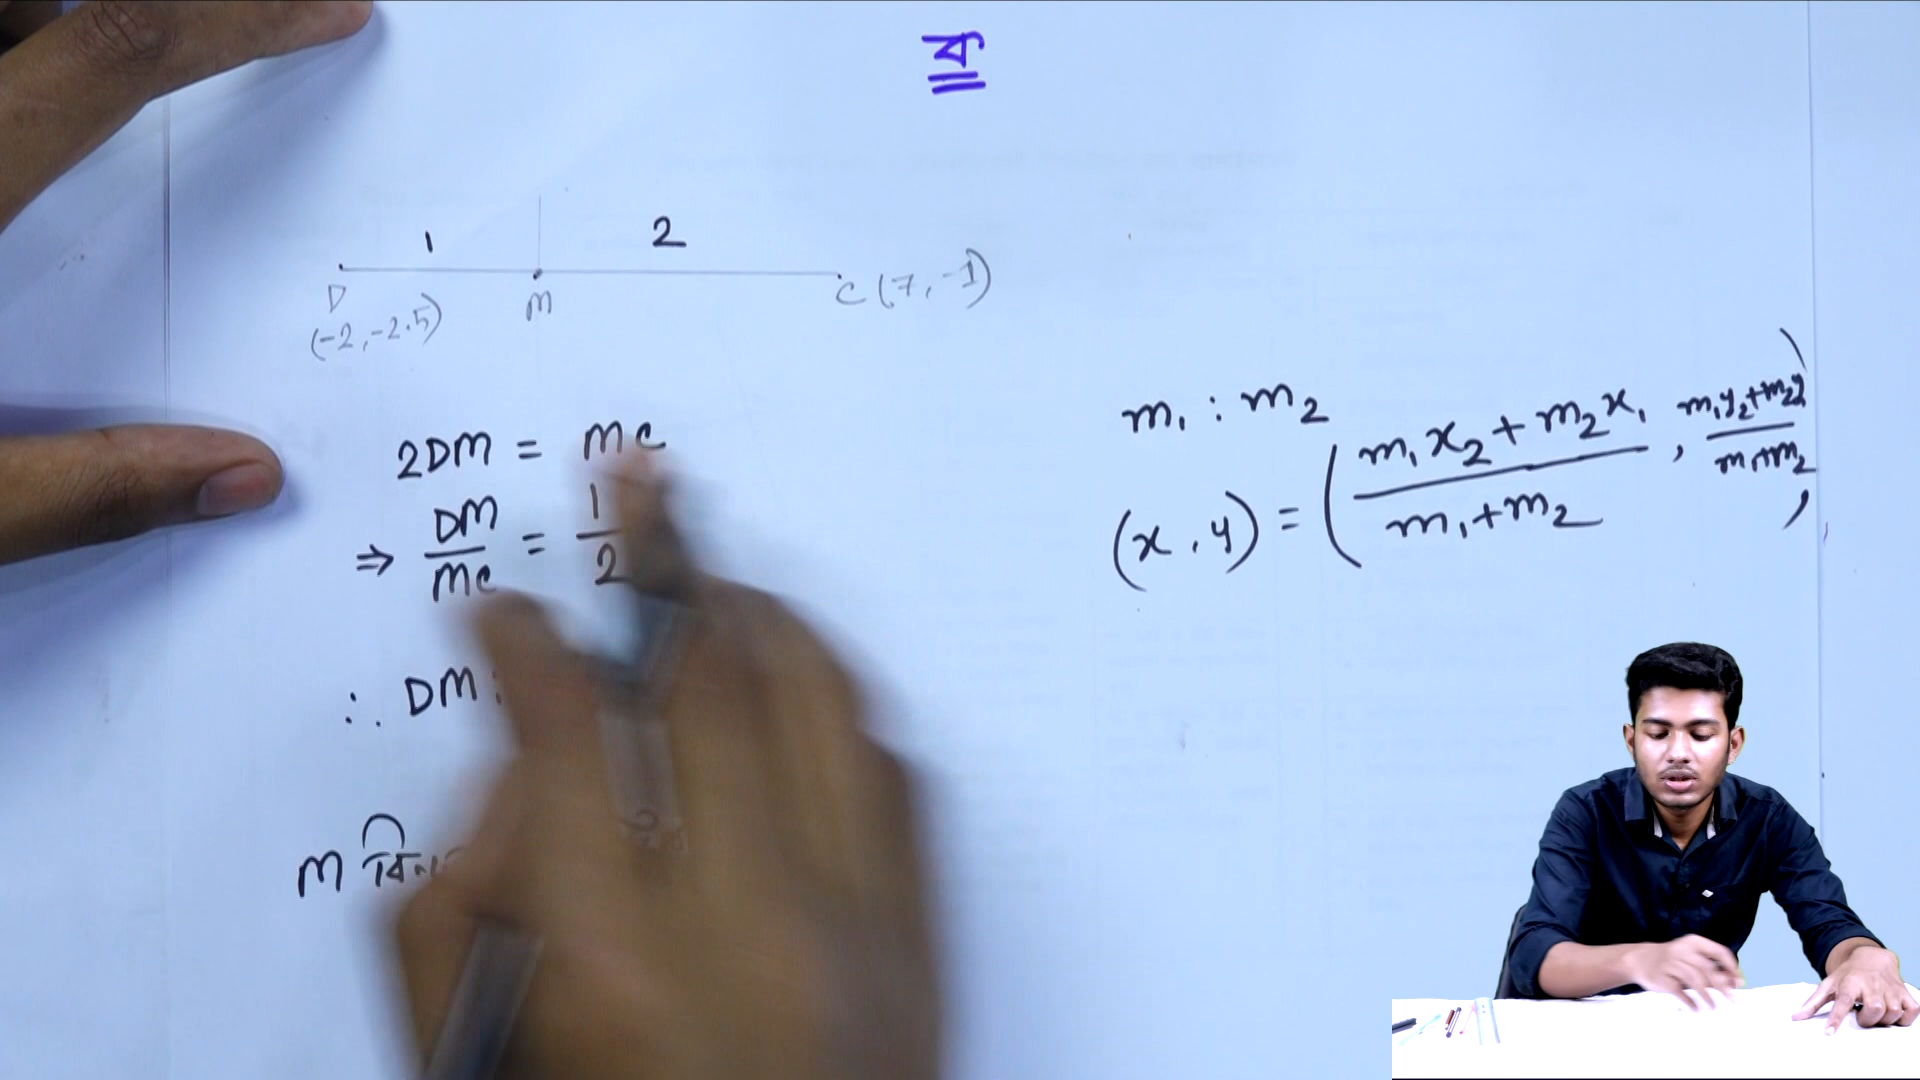 ক
1 2
D M C (7, -1)
(-2, -2.5)
2DM = MC
⇒ DM/MC = 1/2
∴ DM :
M
m₁ : m₂
(x, y) = ( (m₁x₂ + m₂x₁)/(m₁+m₂) , (m₁y₂+m₂y₁)/(m₁+m₂) )